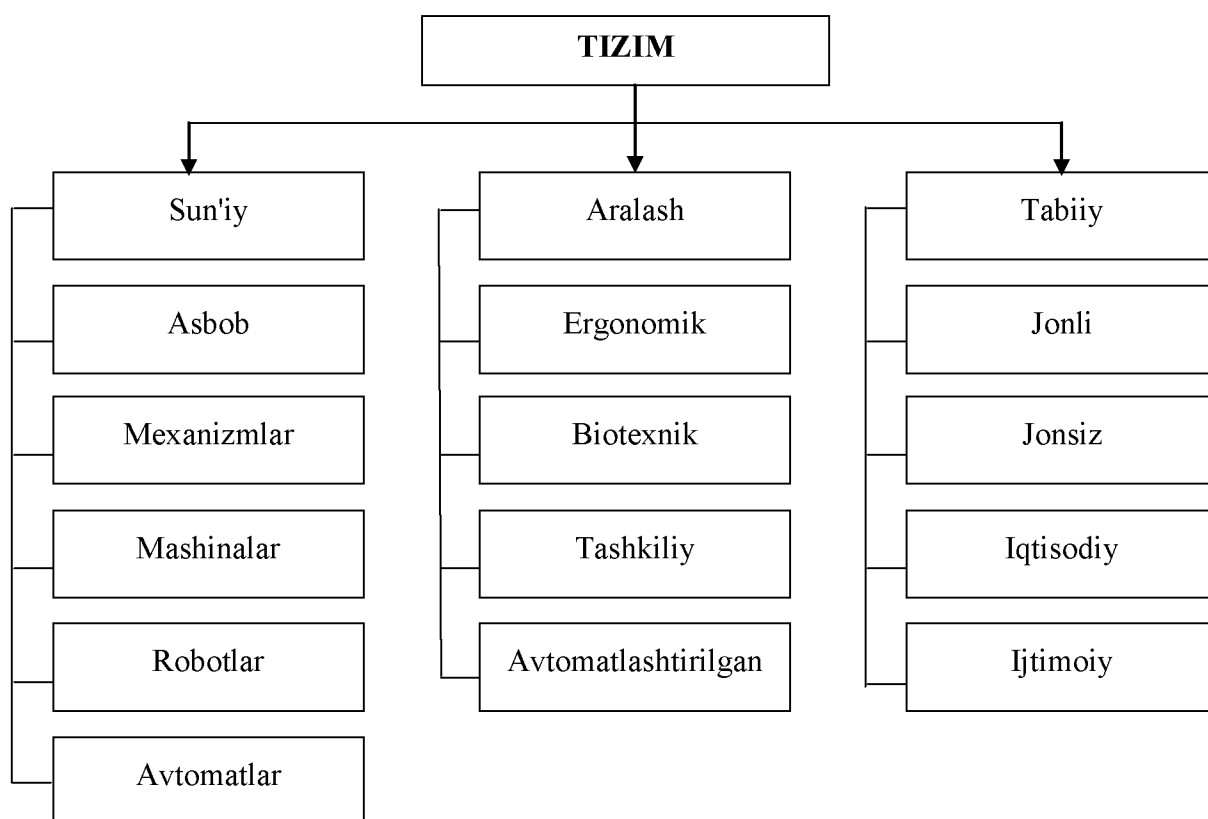 TIZIM
Sun'iy
Asbob
Mexanizmlar
Mashinalar
Robotlar
Avtomatlar
Aralash
Ergonomik
Biotexnik
Tashkiliy
Avtomatlashtirilgan
Tabiiy
Jonli
Jonsiz
Iqtisodiy
Ijtimoiy